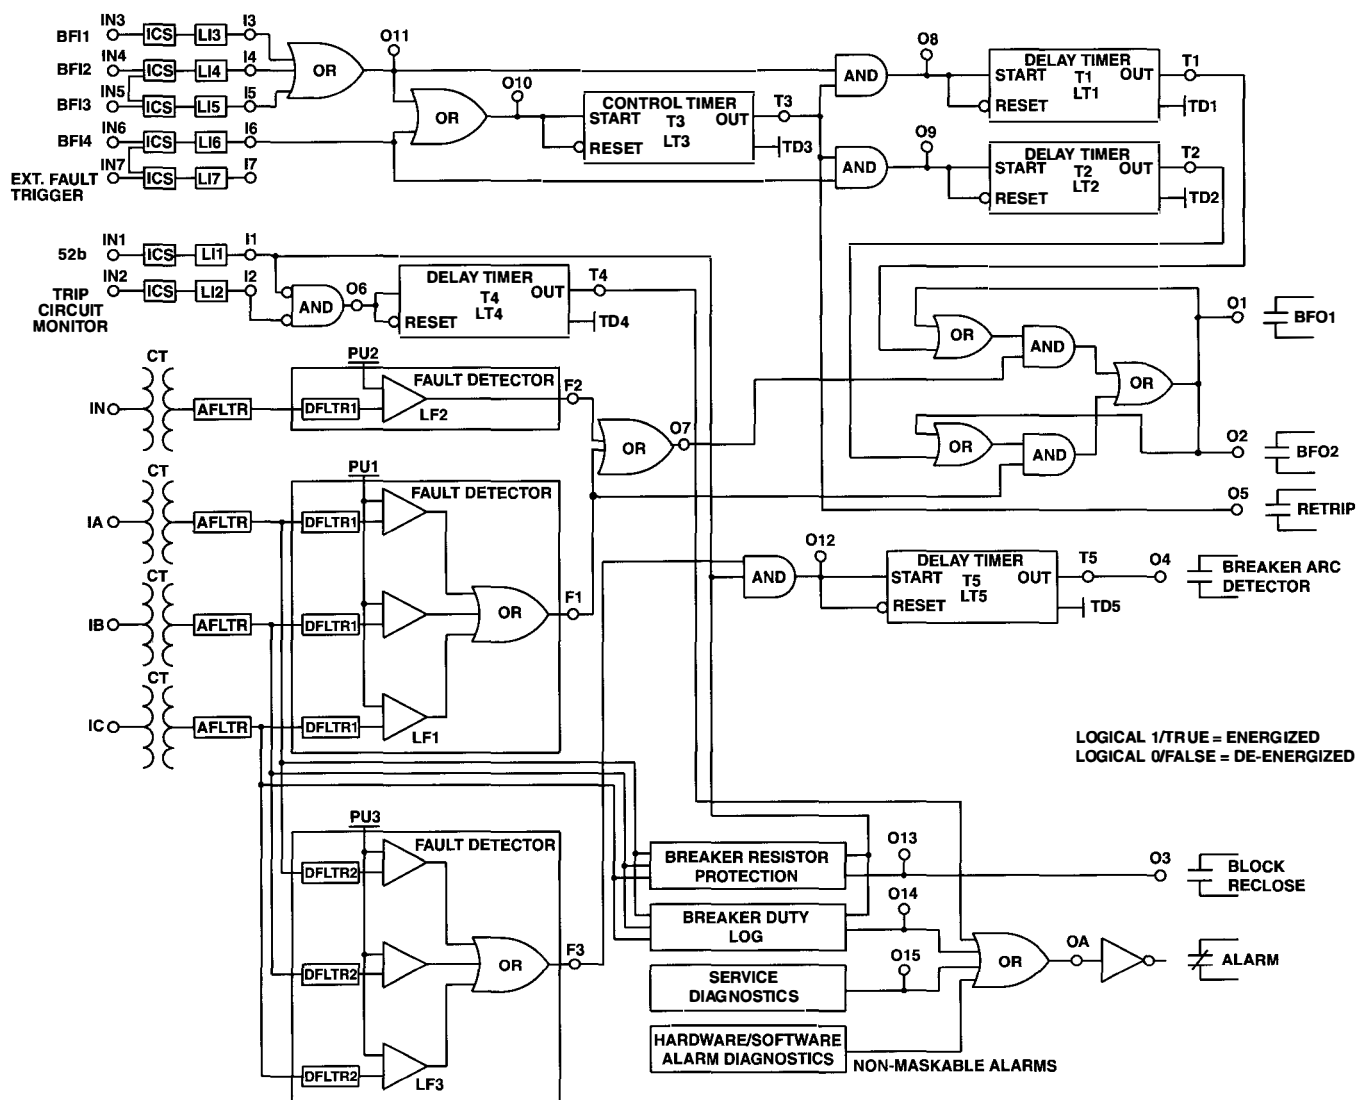 BFI1 IN3 ICS LI3 I3
BFI2 IN4 ICS LI4 I4
BFI3 IN5 ICS LI5 I5
BFI4 IN6 ICS LI6 I6
EXT. FAULT
TRIGGER
IN7 ICS LI7 I7
OR
O11
OR
O10
CONTROL TIMER
START T3 OUT
RESET LT3
T3
TD3
AND
O8
DELAY TIMER
START T1 OUT
RESET LT1
T1
TD1
AND
O9
DELAY TIMER
START T2 OUT
RESET LT2
T2
TD2
52b IN1 ICS LI1 I1
TRIP
CIRCUIT
MONITOR
IN2 ICS LI2 I2
AND
O6
DELAY TIMER
T4 OUT
RESET LT4
T4
TD4
OR
AND
OR
O1
BFO1
OR
AND
O2
BFO2
O5
RETRIP
CT
IN
AFLTR
PU2
FAULT DETECTOR
DFLTR1
LF2
F2
OR
O7
CT
IA
AFLTR
PU1
FAULT DETECTOR
DFLTR1
CT
IB
AFLTR
DFLTR1
OR
F1
CT
IC
AFLTR
DFLTR1
LF1
AND
O12
DELAY TIMER
START T5 OUT
RESET LT5
T5
TD5
O4
BREAKER ARC
DETECTOR
LOGICAL 1/TRUE = ENERGIZED
LOGICAL 0/FALSE = DE-ENERGIZED
PU3
FAULT DETECTOR
DFLTR2
DFLTR2
OR
F3
DFLTR2
LF3
BREAKER RESISTOR
PROTECTION
O13
O3
BLOCK
RECLOSE
BREAKER DUTY
LOG
O14
SERVICE
DIAGNOSTICS
O15
OR
OA
ALARM
HARDWARE/SOFTWARE
ALARM DIAGNOSTICS
NON-MASKABLE ALARMS